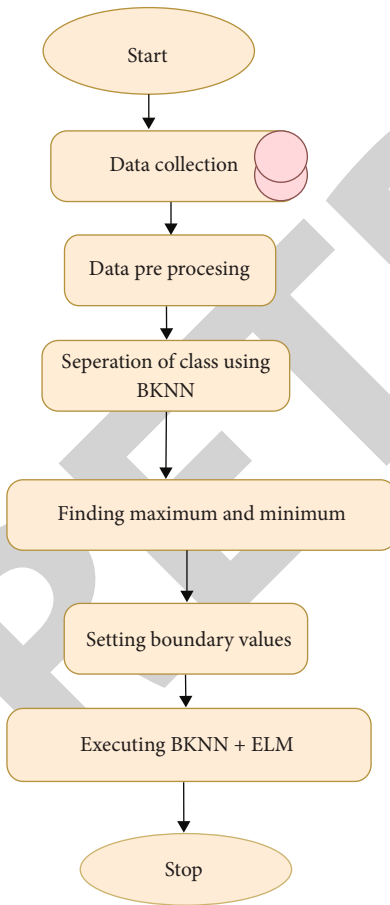 Start
Data collection
Data pre procesing
Seperation of class using
BKNN
Finding maximum and minimum
Setting boundary values
Executing BKNN + ELM
Stop